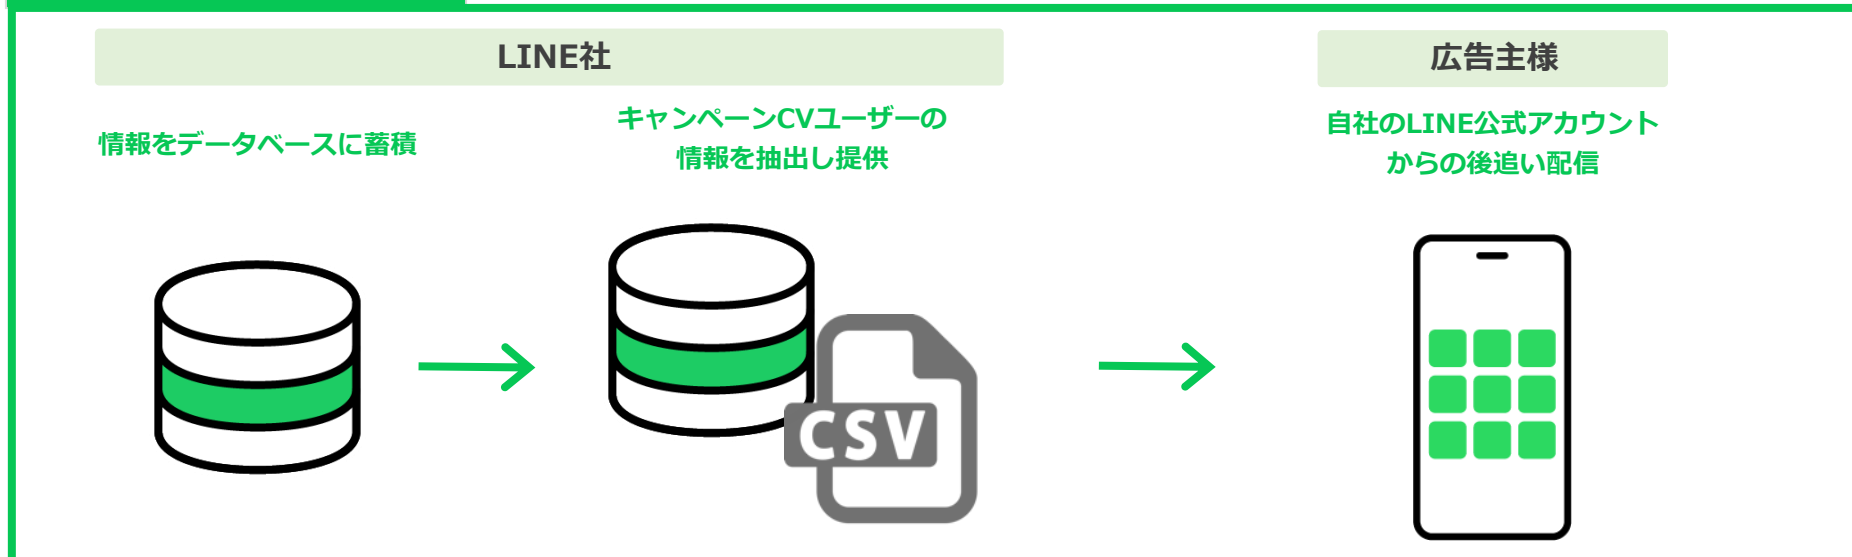 LINE社
広告主様
情報をデータベースに蓄積
キャンペーンCVユーザーの
情報を抽出し提供
自社のLINE公式アカウント
からの後追い配信
CSV